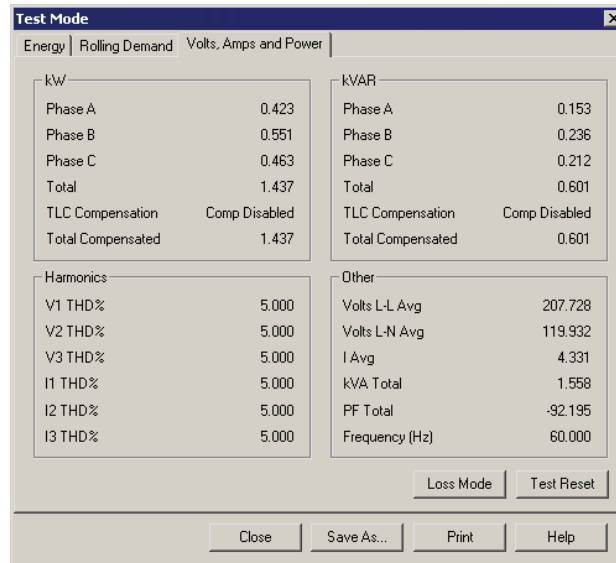 Test Mode
Energy Rolling Demand Volts, Amps and Power
kW
Phase A 0.423
Phase B 0.551
Phase C 0.463
Total 1.437
TLC Compensation Comp Disabled
Total Compensated 1.437
kVAR
Phase A 0.153
Phase B 0.236
Phase C 0.212
Total 0.601
TLC Compensation Comp Disabled
Total Compensated 0.601
Harmonics
V1 THD% 5.000
V2 THD% 5.000
V3 THD% 5.000
I1 THD% 5.000
I2 THD% 5.000
I3 THD% 5.000
Other
Volts L-L Avg 207.728
Volts L-N Avg 119.932
I Avg 4.331
kVA Total 1.558
PF Total -92.195
Frequency (Hz) 60.000
Loss Mode Test Reset
Close Save As... Print Help